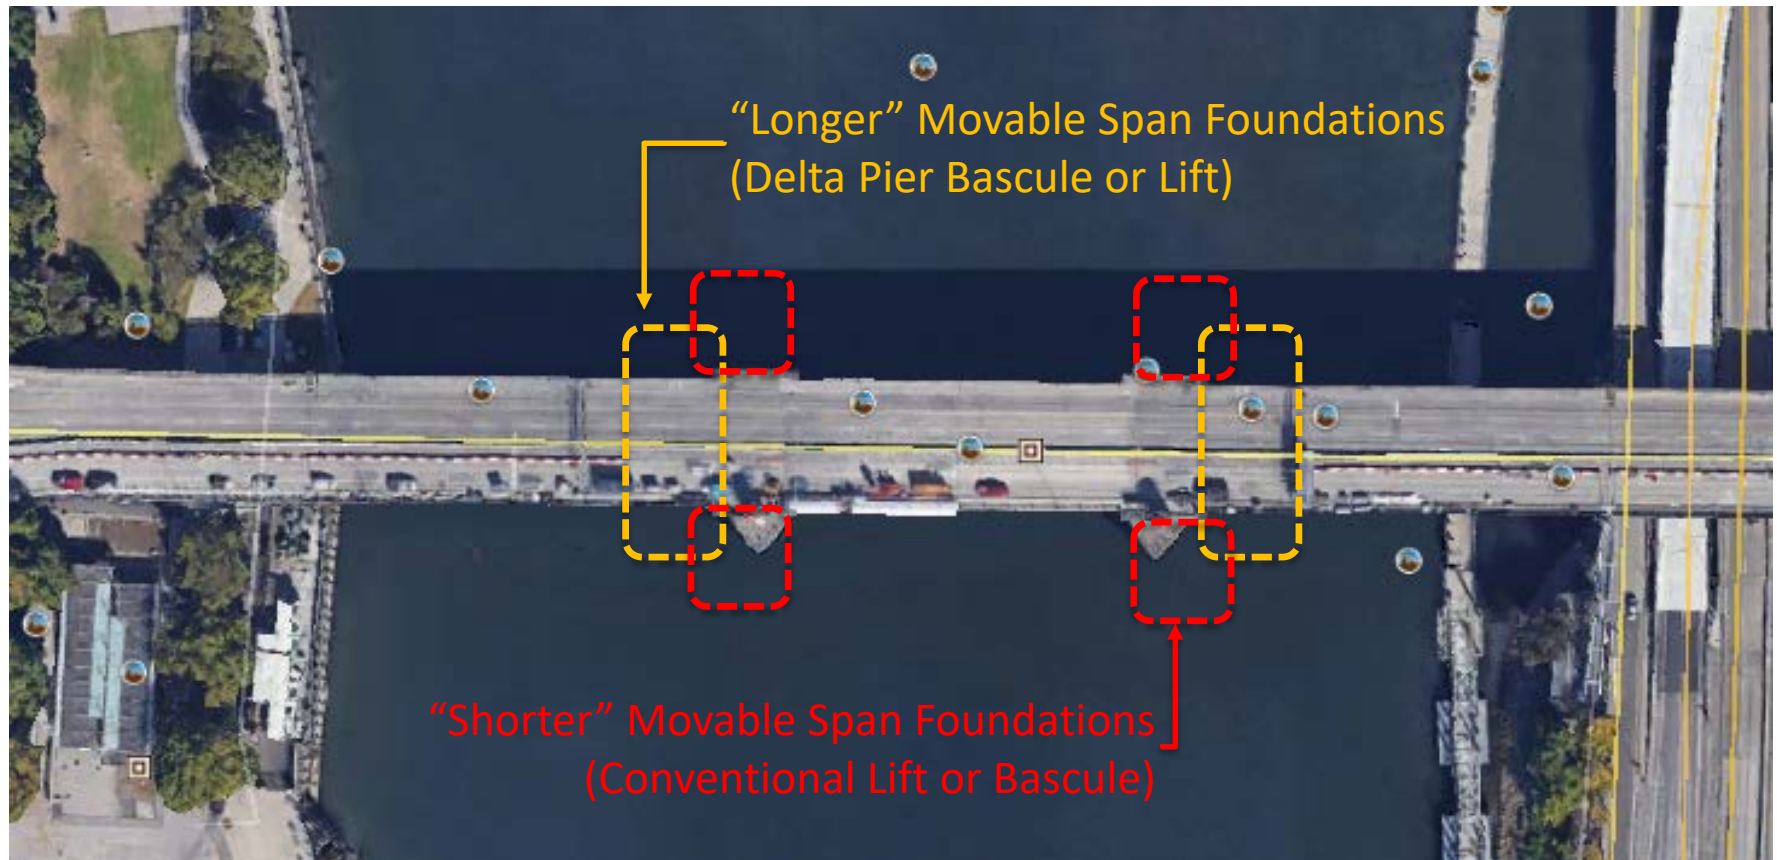 “Longer” Movable Span Foundations
(Delta Pier Bascule or Lift)
“Shorter” Movable Span Foundations
(Conventional Lift or Bascule)